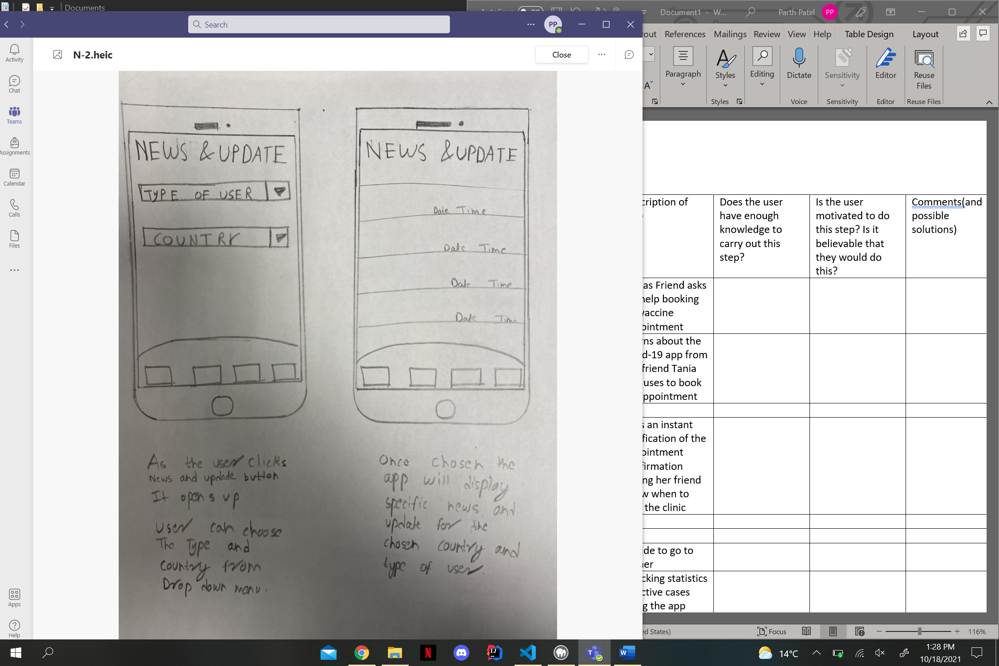 Documents
AutoSave Off
Document1 - W...
Parth Patel
PP
Search
PP
References
Mailings
Review
View
Help
Table Design
Layout
N-2.heic
Close
Paragraph
Styles
Editing
Dictate
Sensitivity
Editor
Reuse
Files
Styles
Voice
Sensitivity
Editor
Reuse Files
Activity
Chat
Teams
Assignments
Calendar
Calls
Files
Apps
Help
NEWS & UPDATE
TYPE OF USER
COUNTRY
NEWS & UPDATE
Date Time
Date Time
Date Time
Date Time
As the user clicks
News and update button
It opens up
User can choose
The Type and
Country from
Drop down menu.
Once chosen the
app will display
specific news and
update for the
chosen country and
type of user.
cription of
Does the user
have enough
knowledge to
carry out this
step?
Is the user
motivated to do
this step? Is it
believable that
they would do
this?
Comments(and
possible
solutions)
as Friend asks
help booking
vaccine
ointment
rns about the
d-19 app from
friend Tania
uses to book
ppointment
s an instant
fication of the
ointment
firmation
ng her friend
w when to
the clinic
ide to go to
her
cking statistics
ctive cases
g the app
ed States)
Focus
116%
14°C
1:28 PM
10/18/2021